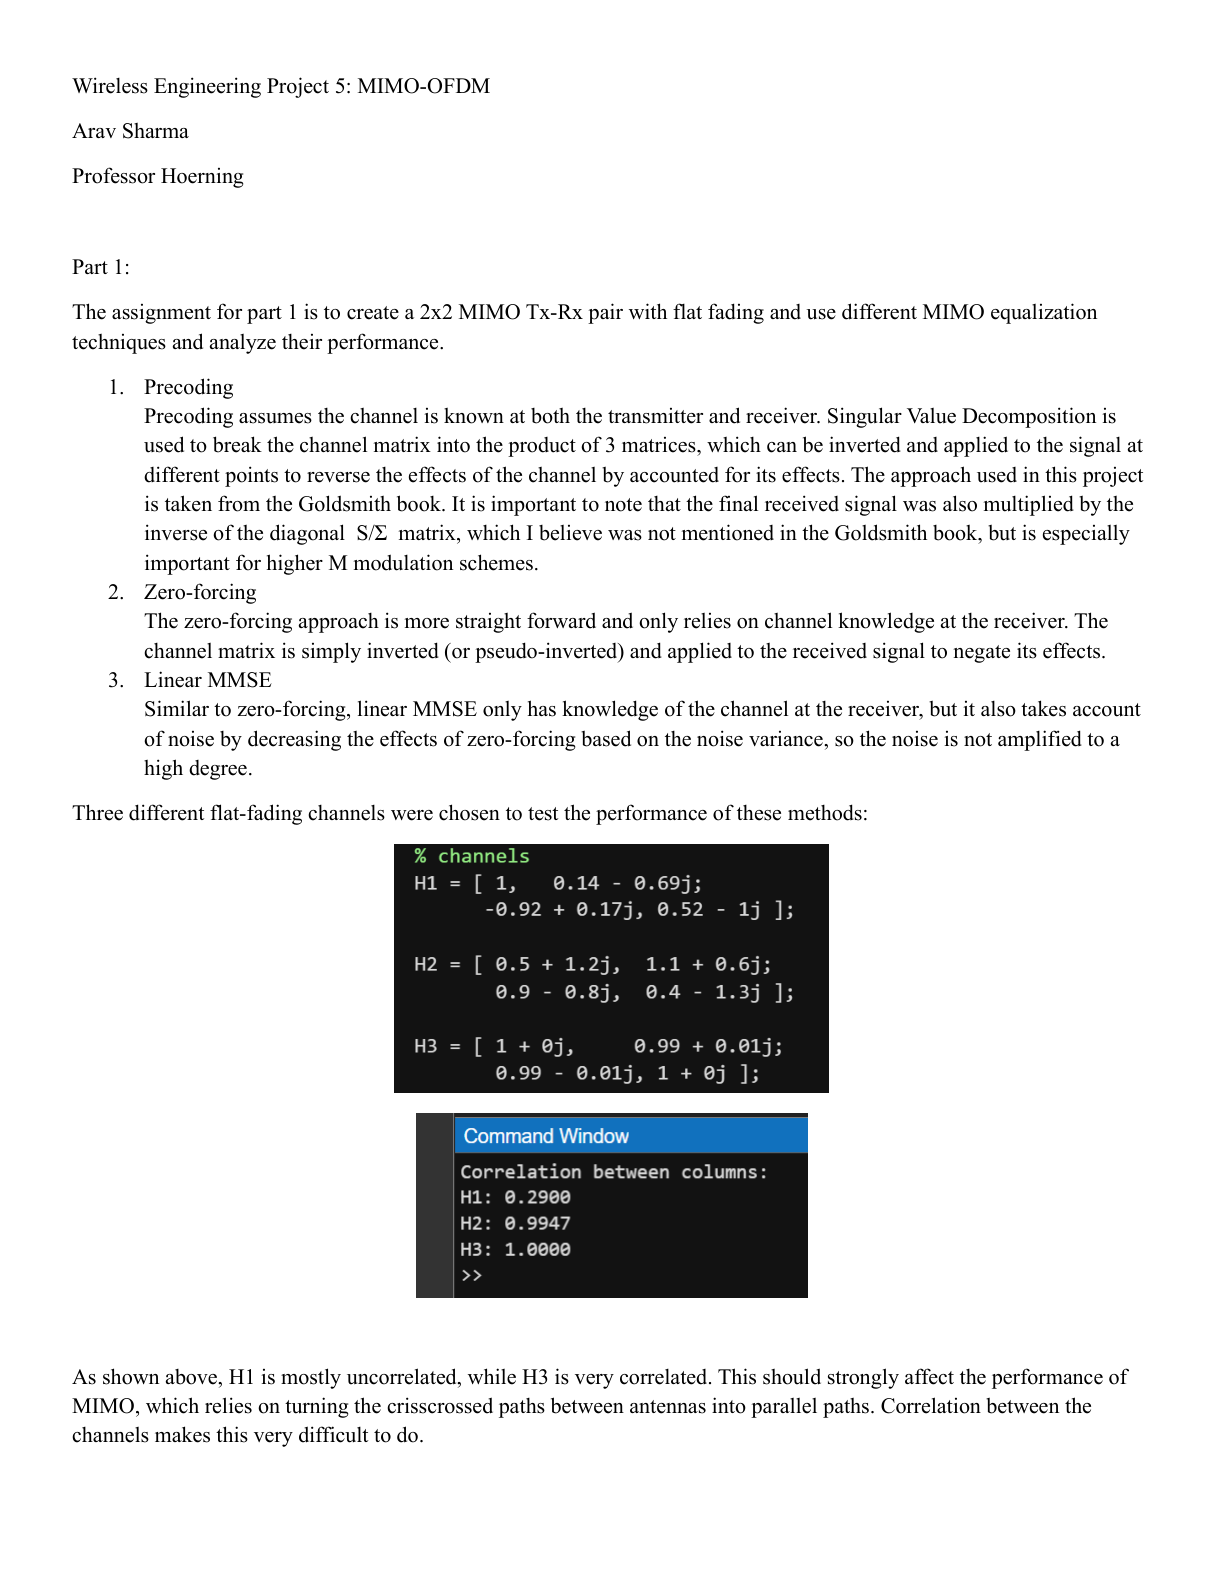 Wireless Engineering Project 5: MIMO-OFDM
Arav Sharma
Professor Hoerning
Part 1:
The assignment for part 1 is to create a 2x2 MIMO Tx-Rx pair with flat fading and use different MIMO equalization
techniques and analyze their performance.
1. Precoding
Precoding assumes the channel is known at both the transmitter and receiver. Singular Value Decomposition is
used to break the channel matrix into the product of 3 matrices, which can be inverted and applied to the signal at
different points to reverse the effects of the channel by accounted for its effects. The approach used in this project
is taken from the Goldsmith book. It is important to note that the final received signal was also multiplied by the
inverse of the diagonal S/Σ matrix, which I believe was not mentioned in the Goldsmith book, but is especially
important for higher M modulation schemes.
2. Zero-forcing
The zero-forcing approach is more straight forward and only relies on channel knowledge at the receiver. The
channel matrix is simply inverted (or pseudo-inverted) and applied to the received signal to negate its effects.
3. Linear MMSE
Similar to zero-forcing, linear MMSE only has knowledge of the channel at the receiver, but it also takes account
of noise by decreasing the effects of zero-forcing based on the noise variance, so the noise is not amplified to a
high degree.
Three different flat-fading channels were chosen to test the performance of these methods:
% channels
H1 = [ 1, 0.14 - 0.69j;
-0.92 + 0.17j, 0.52 - 1j ];
H2 = [ 0.5 + 1.2j, 1.1 + 0.6j;
0.9 - 0.8j, 0.4 - 1.3j ];
H3 = [ 1 + 0j, 0.99 + 0.01j;
0.99 - 0.01j, 1 + 0j ];
Command Window
Correlation between columns:
H1: 0.2900
H2: 0.9947
H3: 1.0000
>>
As shown above, H1 is mostly uncorrelated, while H3 is very correlated. This should strongly affect the performance of
MIMO, which relies on turning the crisscrossed paths between antennas into parallel paths. Correlation between the
channels makes this very difficult to do.